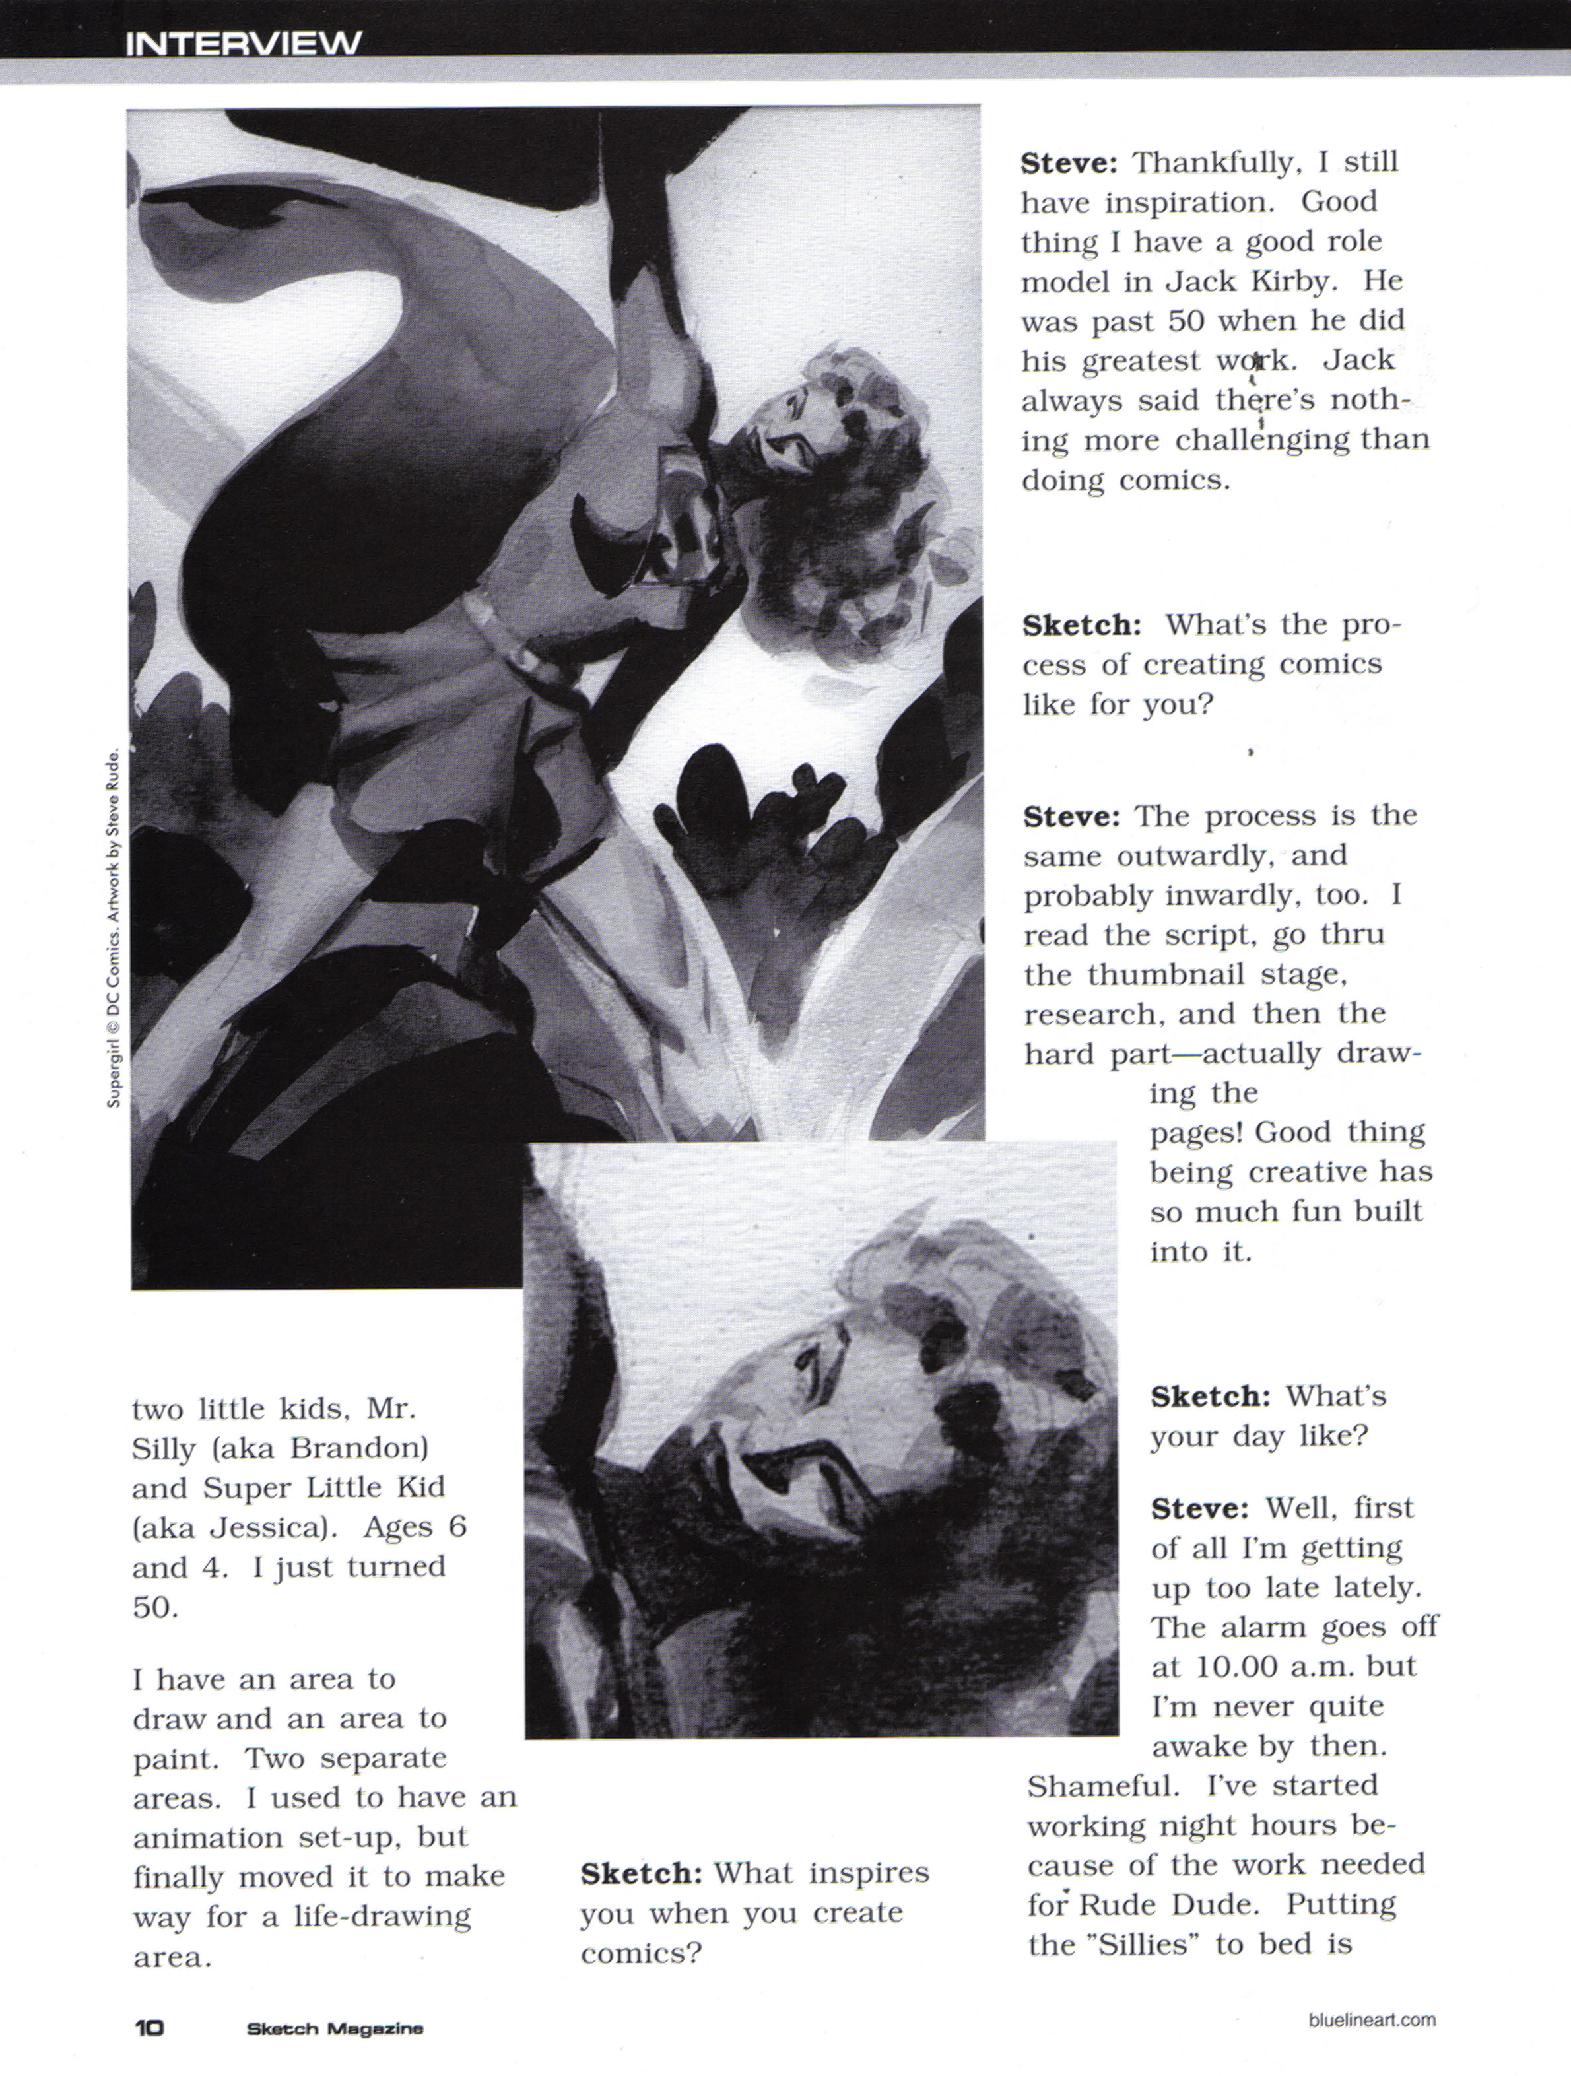 INTERVIEW
Supergirl © DC Comics. Artwork by Steve Rude.
two little kids, Mr.
Silly (aka Brandon)
and Super Little Kid
(aka Jessica). Ages 6
and 4. I just turned
50.
I have an area to
draw and an area to
paint. Two separate
areas. I used to have an
animation set-up, but
finally moved it to make
way for a life-drawing
area.
Sketch: What inspires
you when you create
comics?
Steve: Thankfully, I still
have inspiration. Good
thing I have a good role
model in Jack Kirby. He
was past 50 when he did
his greatest work. Jack
always said there's noth-
ing more challenging than
doing comics.
Sketch: What's the pro-
cess of creating comics
like for you?
Steve: The process is the
same outwardly, and
probably inwardly, too. I
read the script, go thru
the thumbnail stage,
research, and then the
hard part—actually draw-
ing the
pages! Good thing
being creative has
so much fun built
into it.
Sketch: What's
your day like?
Steve: Well, first
of all I'm getting
up too late lately.
The alarm goes off
at 10.00 a.m. but
I'm never quite
awake by then.
Shameful. I've started
working night hours be-
cause of the work needed
for Rude Dude. Putting
the "Sillies" to bed is
10 Sketch Magazine
bluelineart.com